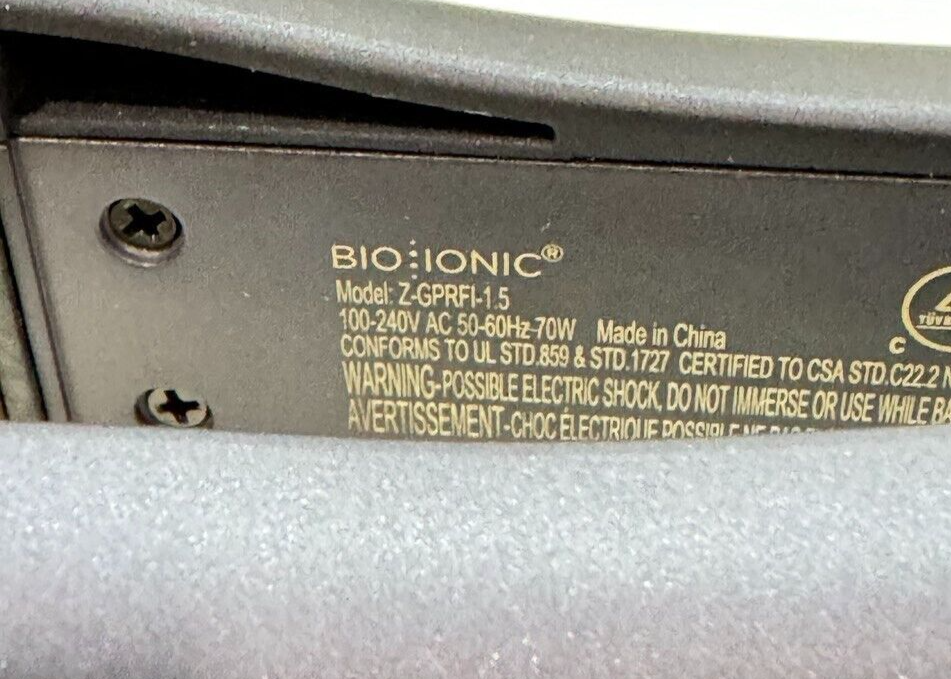 BIO IONIC®
Model: Z-GPRFI-1.5
100-240V AC 50-60Hz 70W Made in China
C
CONFORMS TO UL STD.859 & STD.1727 CERTIFIED TO CSA STD.C22.2
WARNING-POSSIBLE ELECTRIC SHOCK, DO NOT IMMERSE OR USE WHILE
AVERTISSEMENT-CHOC ÉLECTRIQUE POSSIBLE